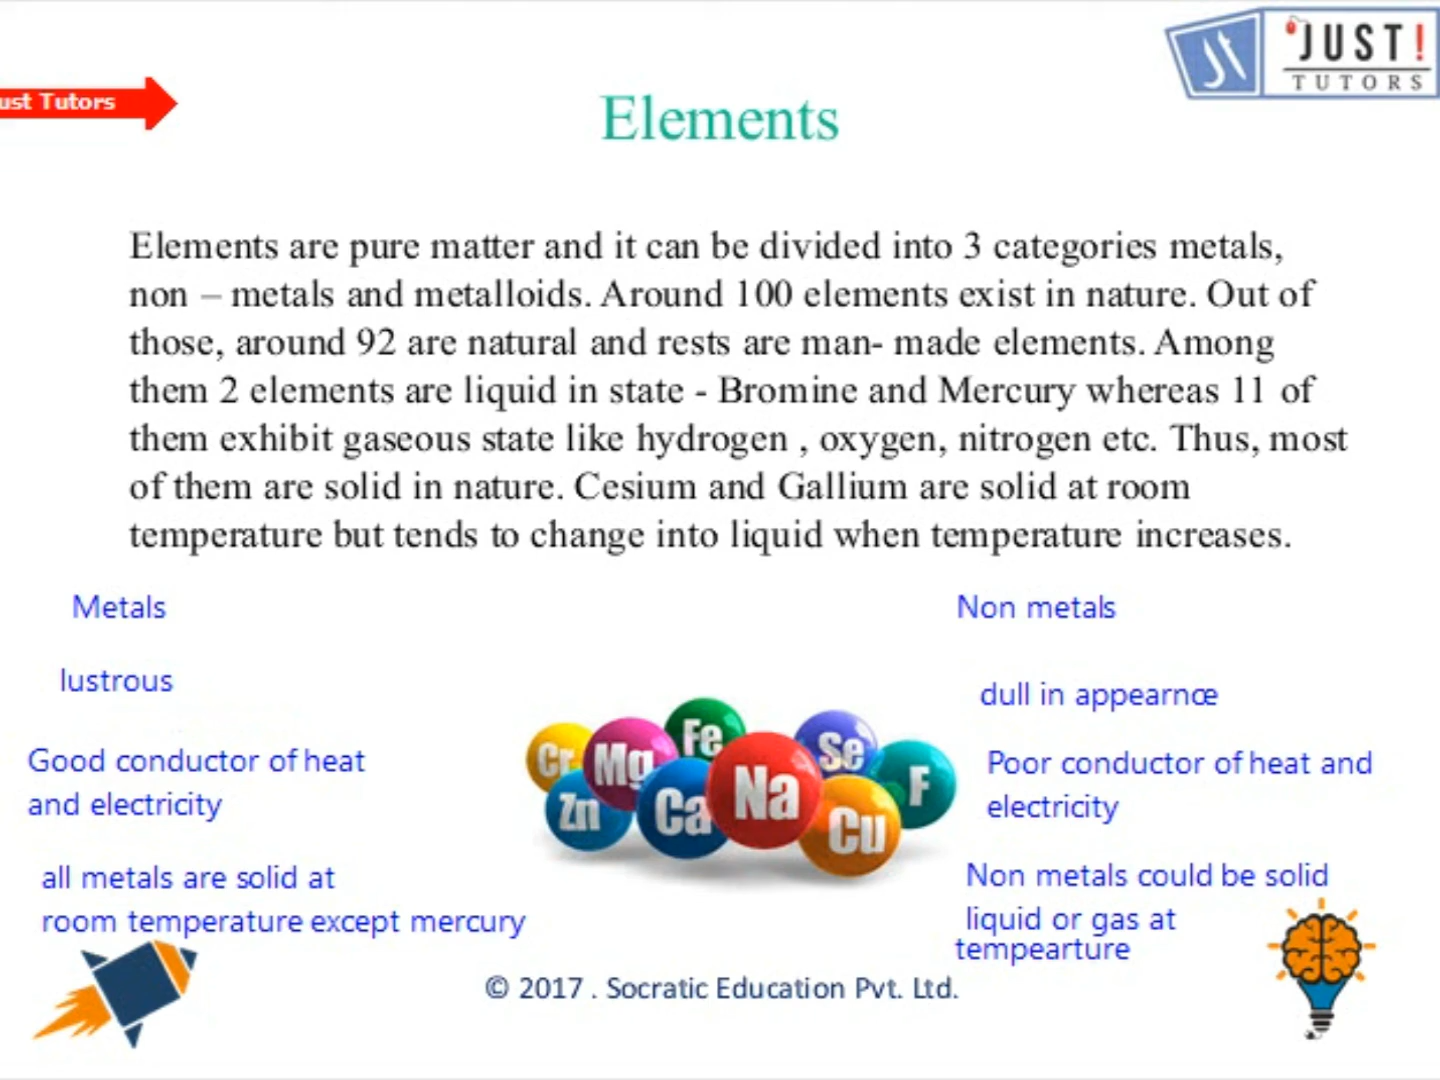 JUST!
TUTORS
ust Tutors
Elements
Elements are pure matter and it can be divided into 3 categories metals,
non – metals and metalloids. Around 100 elements exist in nature. Out of
those, around 92 are natural and rests are man- made elements. Among
them 2 elements are liquid in state - Bromine and Mercury whereas 11 of
them exhibit gaseous state like hydrogen , oxygen, nitrogen etc. Thus, most
of them are solid in nature. Cesium and Gallium are solid at room
temperature but tends to change into liquid when temperature increases.
Metals
lustrous
Good conductor of heat
and electricity
all metals are solid at
room temperature except mercury
Cr
Mg
Fe
Se
F
Zn
Ca
Na
Cu
Non metals
dull in appearnce
Poor conductor of heat and
electricity
Non metals could be solid
liquid or gas at
tempearture
© 2017 . Socratic Education Pvt. Ltd.